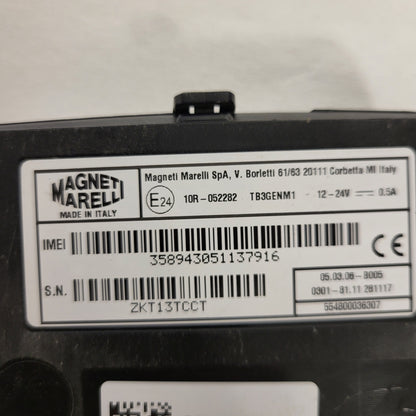 MAGNETI
MARELLI
MADE IN ITALY
Magneti Marelli SpA, V. Borletti 61/63 20111 Corbetta MI Italy
E24 10R-052282 TB3GENM1 12-24V 0.5A
IMEI
358943051137916
CE
S.N.
ZKT13TCCT
05.03.06-B005
0301-81.11 281117
554800036307